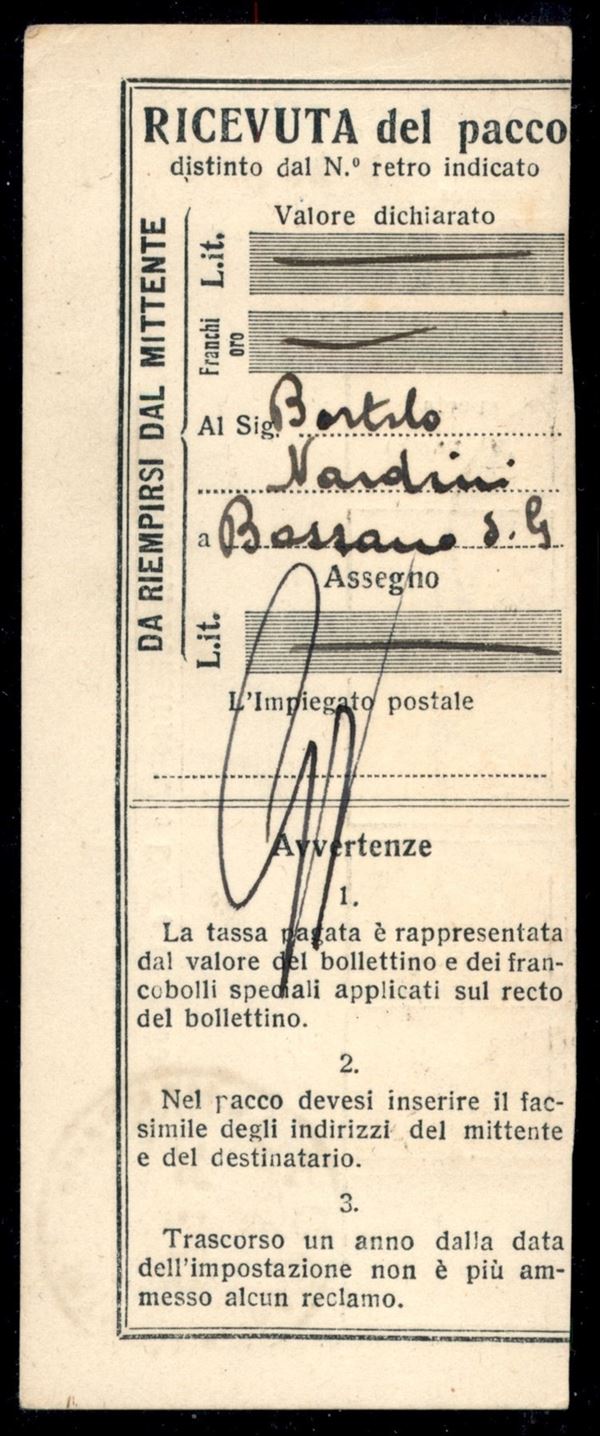 RICEVUTA del pacco
distinto dal N.º retro indicato
DA RIEMPIRSI DAL MITTENTE
Valore dichiarato
L.it.
Franchi
oro
Al Sig. Bortolo
Nardini
a Bassano d. G
Assegno
L.it.
L'Impiegato postale
Avvertenze
1.
La tassa pagata è rappresentata
dal valore del bollettino e dei fran-
cobolli speciali applicati sul recto
del bollettino.
2.
Nel pacco devesi inserire il fac-
simile degli indirizzi del mittente
e del destinatario.
3.
Trascorso un anno dalla data
dell'impostazione non è più am-
messo alcun reclamo.